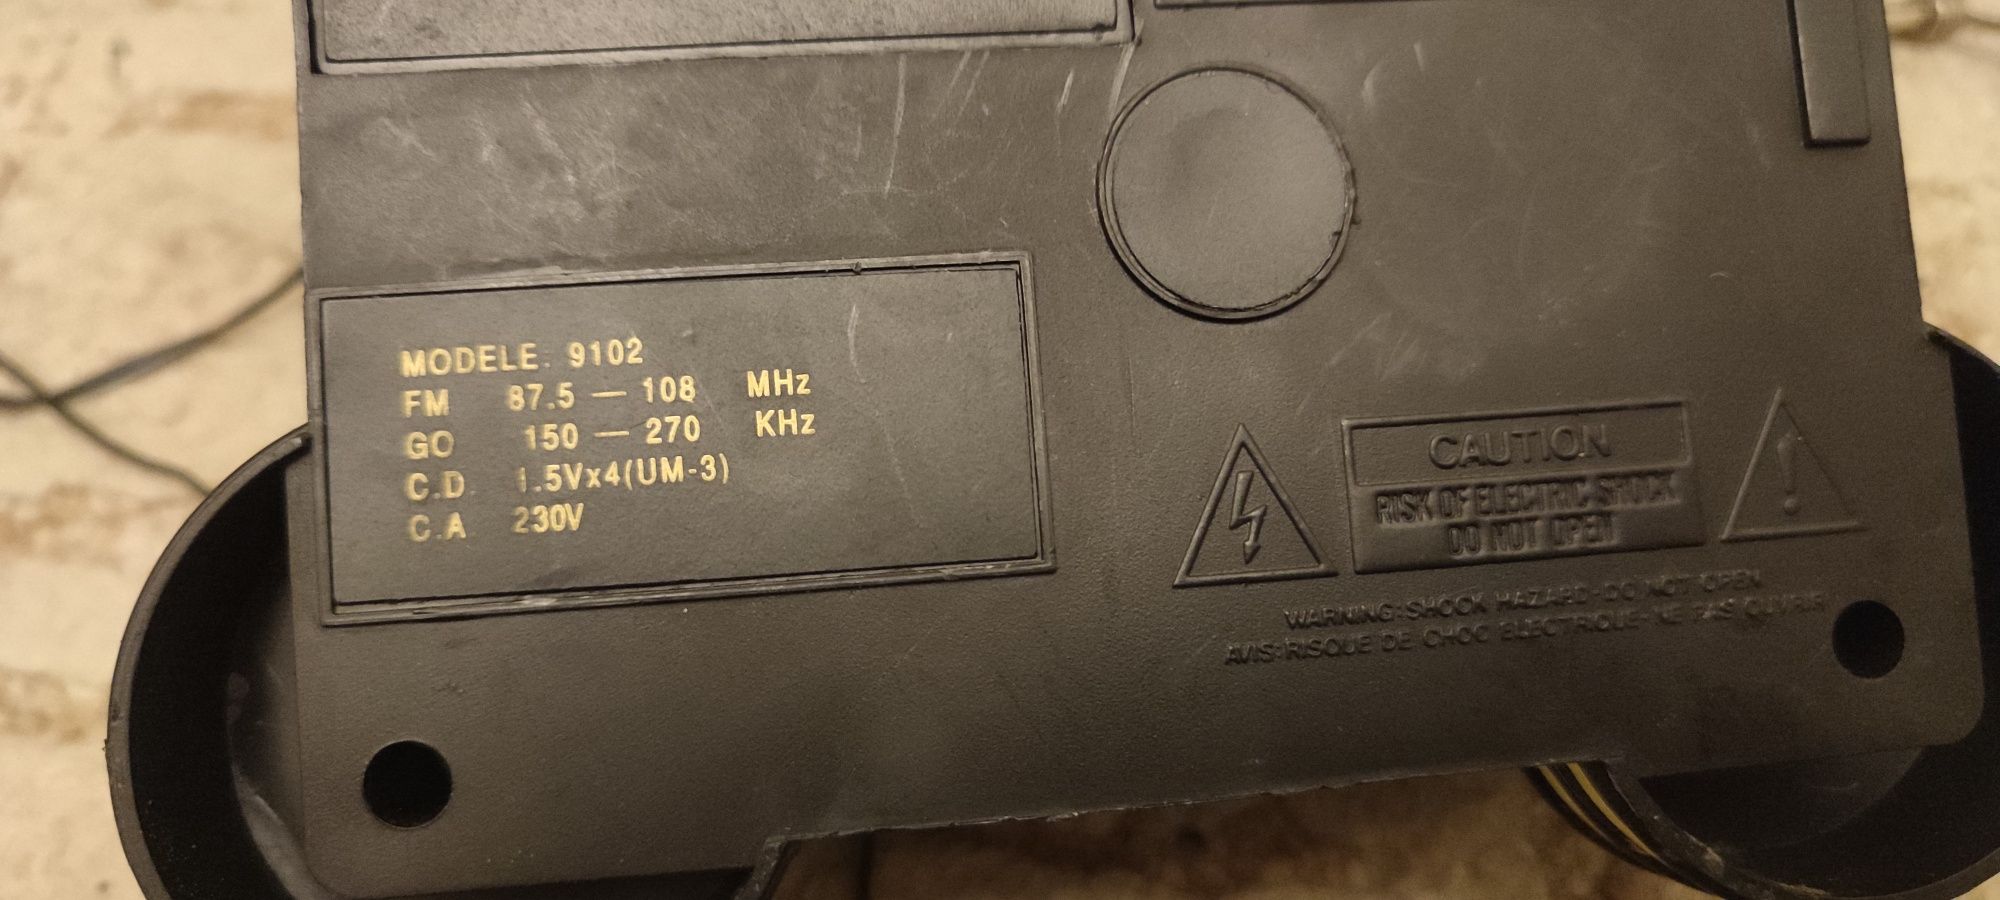 MODELE: 9102
FM 87.5 — 108 MHz
GO 150 — 270 KHz
C.D. 1.5Vx4(UM-3)
C.A 230V
CAUTION
RISK OF ELECTRIC SHOCK
DO NOT OPEN
WARNING: SHOCK HAZARD-DO NOT OPEN
AVIS: RISQUE DE CHOC ELECTRIQUE-NE PAS OUVRIR